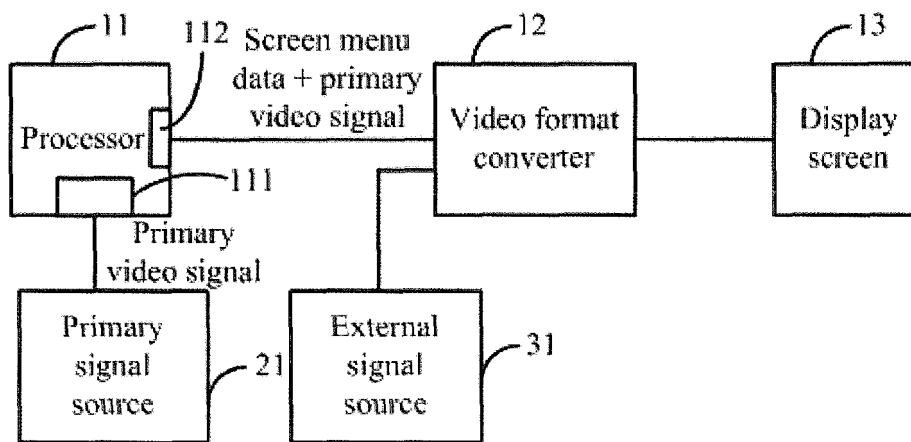 11
112
Screen menu
data + primary
video signal
12
13
Processor
Video format
converter
Display
screen
111
Primary
video signal
Primary
signal
source
21
External
signal
source
31